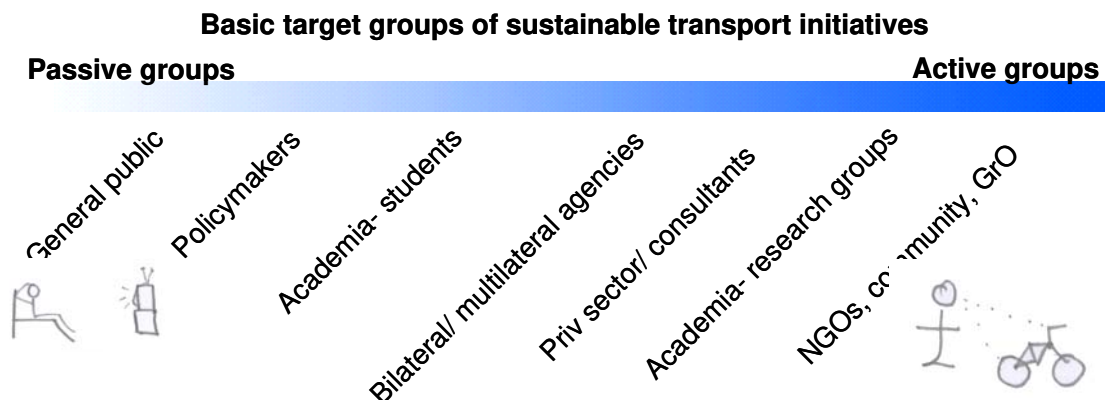 Basic target groups of sustainable transport initiatives
Passive groups
Active groups
General public
Policymakers
Academia- students
Bilateral/ multilateral agencies
Priv sector/ consultants
Academia- research groups
NGOs, community, GrO